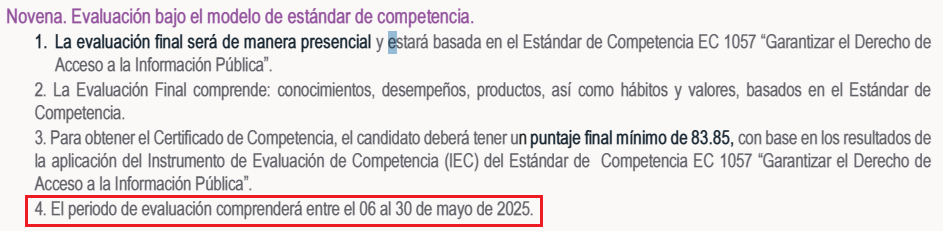 Novena. Evaluación bajo el modelo de estándar de competencia.
1. La evaluación final será de manera presencial y estará basada en el Estándar de Competencia EC 1057 “Garantizar el Derecho de
Acceso a la Información Pública”.
2. La Evaluación Final comprende: conocimientos, desempeños, productos, así como hábitos y valores, basados en el Estándar de
Competencia.
3. Para obtener el Certificado de Competencia, el candidato deberá tener un puntaje final mínimo de 83.85, con base en los resultados de
la aplicación del Instrumento de Evaluación de Competencia (IEC) del Estándar de Competencia EC 1057 “Garantizar el Derecho de
Acceso a la Información Pública”.
4. El periodo de evaluación comprenderá entre el 06 al 30 de mayo de 2025.